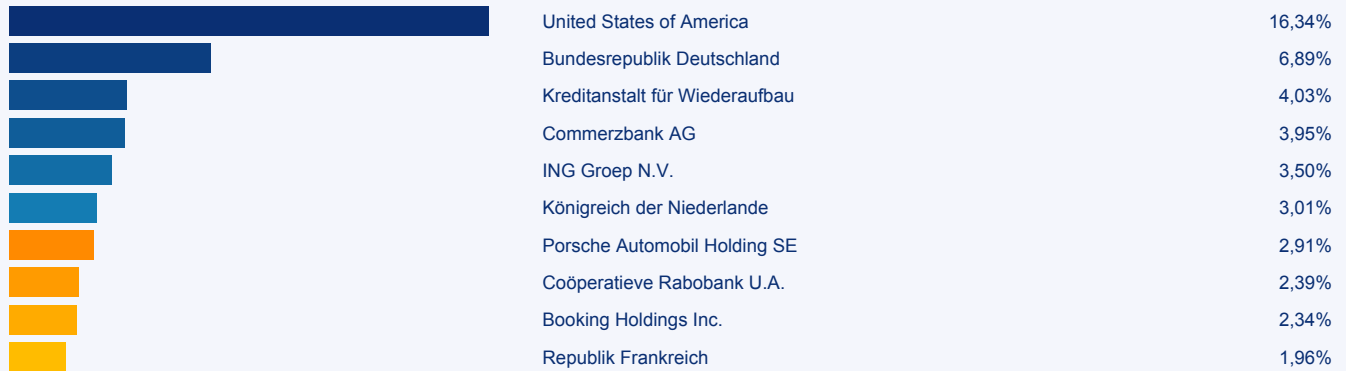 United States of America 16,34%
Bundesrepublik Deutschland 6,89%
Kreditanstalt für Wiederaufbau 4,03%
Commerzbank AG 3,95%
ING Groep N.V. 3,50%
Königreich der Niederlande 3,01%
Porsche Automobil Holding SE 2,91%
Coöperatieve Rabobank U.A. 2,39%
Booking Holdings Inc. 2,34%
Republik Frankreich 1,96%